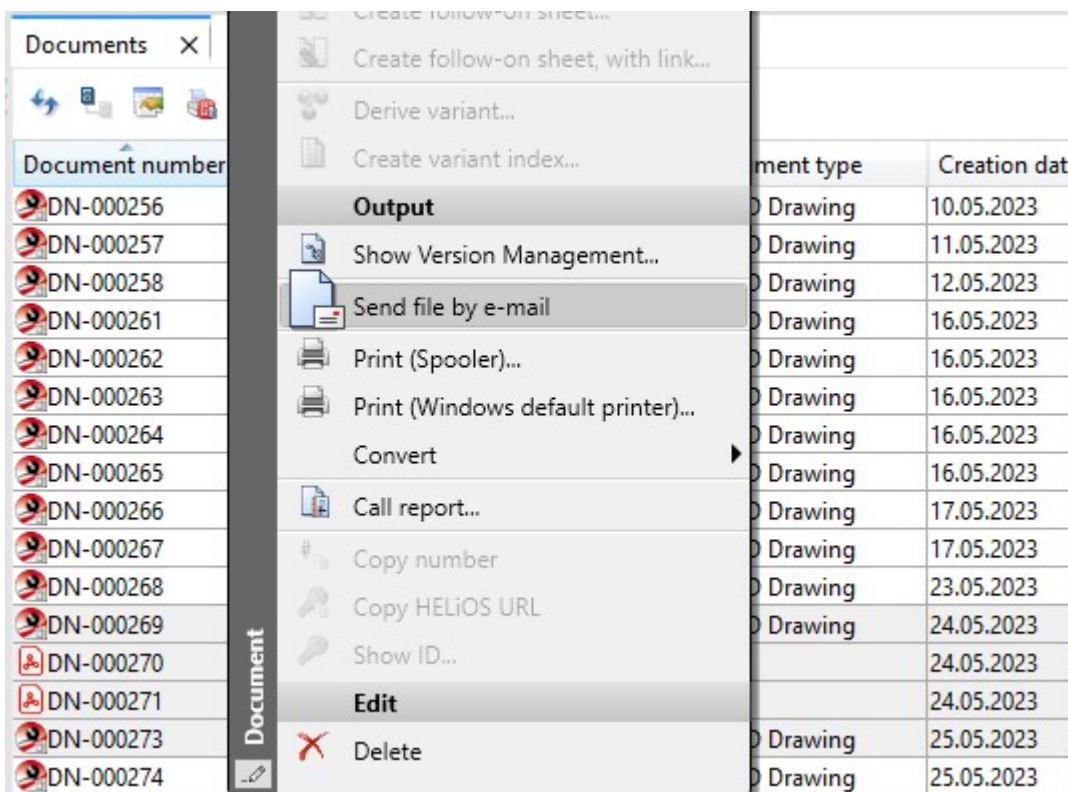 Create follow-on sheet...
Documents
Create follow-on sheet, with link...
Derive variant...
Create variant index...
Document number
ment type
Creation dat
DN-000256
Output
D Drawing
10.05.2023
DN-000257
Show Version Management...
D Drawing
11.05.2023
DN-000258
D Drawing
12.05.2023
Send file by e-mail
DN-000261
D Drawing
16.05.2023
DN-000262
Print (Spooler)...
D Drawing
16.05.2023
DN-000263
Print (Windows default printer)...
D Drawing
16.05.2023
DN-000264
D Drawing
16.05.2023
DN-000265
Convert
D Drawing
16.05.2023
DN-000266
Call report...
D Drawing
17.05.2023
DN-000267
Copy number
D Drawing
17.05.2023
DN-000268
Copy HELiOS URL
D Drawing
23.05.2023
DN-000269
D Drawing
24.05.2023
DN-000270
Show ID...
24.05.2023
DN-000271
Edit
24.05.2023
Document
DN-000273
Delete
D Drawing
25.05.2023
DN-000274
D Drawing
25.05.2023